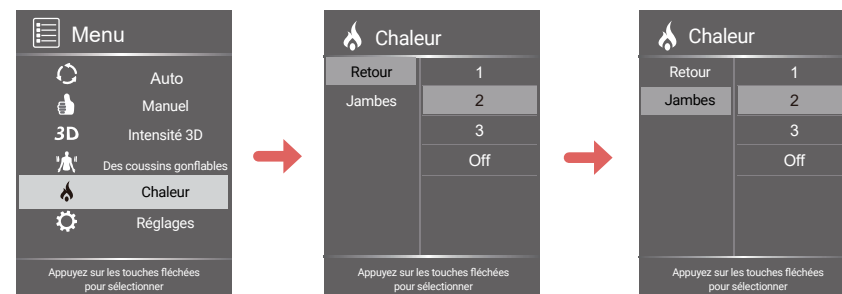 Menu
Auto
Manuel
3D Intensité 3D
Des coussins gonflables
Chaleur
Réglages
Appuyez sur les touches fléchées
pour sélectionner
Chaleur
Retour 1
Jambes 2
3
Off
Appuyez sur les touches fléchées
pour sélectionner
Chaleur
Retour 1
Jambes 2
3
Off
Appuyez sur les touches fléchées
pour sélectionner